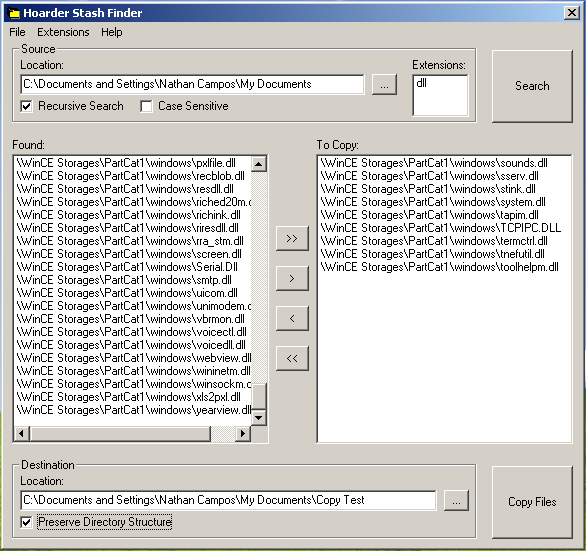 Hoarder Stash Finder
File Extensions Help
Source
Location:
C:\Documents and Settings\Nathan Campos\My Documents
...
Recursive Search
Case Sensitive
Extensions:
dll
Search
Found:
\WinCE Storages\PartCat1\windows\pxlfile.dll
\WinCE Storages\PartCat1\windows\recblob.dll
\WinCE Storages\PartCat1\windows\resdll.dll
\WinCE Storages\PartCat1\windows\riched20m.
\WinCE Storages\PartCat1\windows\richink.dll
\WinCE Storages\PartCat1\windows\riresdll.dll
\WinCE Storages\PartCat1\windows\rra_stm.dll
\WinCE Storages\PartCat1\windows\screen.dll
\WinCE Storages\PartCat1\windows\Serial.Dll
\WinCE Storages\PartCat1\windows\smtp.dll
\WinCE Storages\PartCat1\windows\uicom.dll
\WinCE Storages\PartCat1\windows\unimodem.
\WinCE Storages\PartCat1\windows\vbrmon.dll
\WinCE Storages\PartCat1\windows\voicectl.dll
\WinCE Storages\PartCat1\windows\voicedll.dll
\WinCE Storages\PartCat1\windows\webview.dll
\WinCE Storages\PartCat1\windows\wininetm.dll
\WinCE Storages\PartCat1\windows\winsockm.
\WinCE Storages\PartCat1\windows\xls2pxl.dll
\WinCE Storages\PartCat1\windows\yearview.dll
>>
>
<
<<
To Copy:
\WinCE Storages\PartCat1\windows\sounds.dll
\WinCE Storages\PartCat1\windows\sserv.dll
\WinCE Storages\PartCat1\windows\stink.dll
\WinCE Storages\PartCat1\windows\system.dll
\WinCE Storages\PartCat1\windows\tapim.dll
\WinCE Storages\PartCat1\windows\TCPIPC.DLL
\WinCE Storages\PartCat1\windows\termctrl.dll
\WinCE Storages\PartCat1\windows\tnefutil.dll
\WinCE Storages\PartCat1\windows\toolhelpm.dll
Destination
Location:
C:\Documents and Settings\Nathan Campos\My Documents\Copy Test
...
Preserve Directory Structure
Copy Files